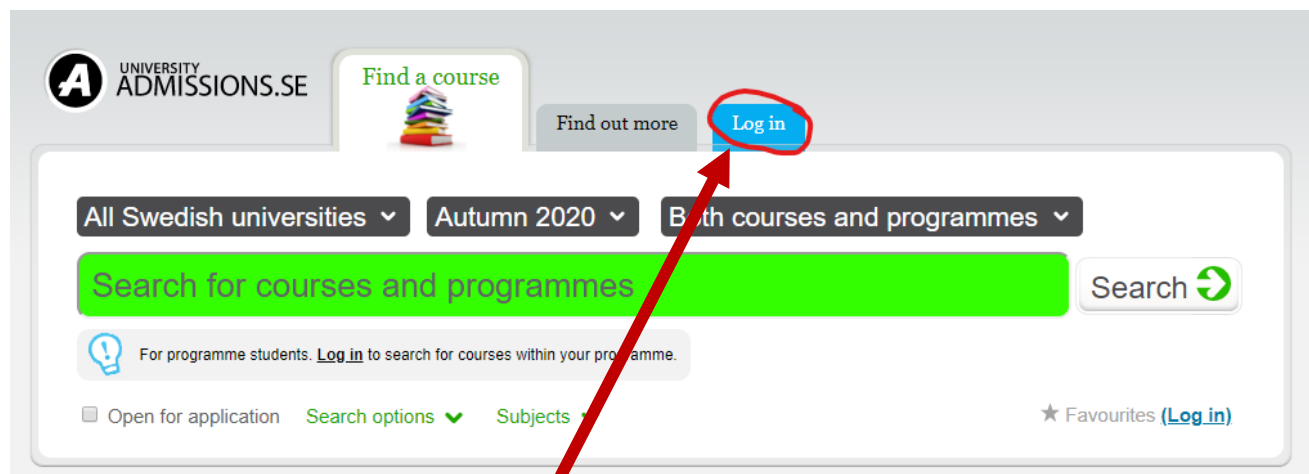 UNIVERSITY
ADMISSIONS.SE
Find a course
Find out more
Log in
All Swedish universities
Autumn 2020
Both courses and programmes
Search for courses and programmes
Search
For programme students. Log in to search for courses within your programme.
Open for application
Search options
Subjects
Favourites (Log in)